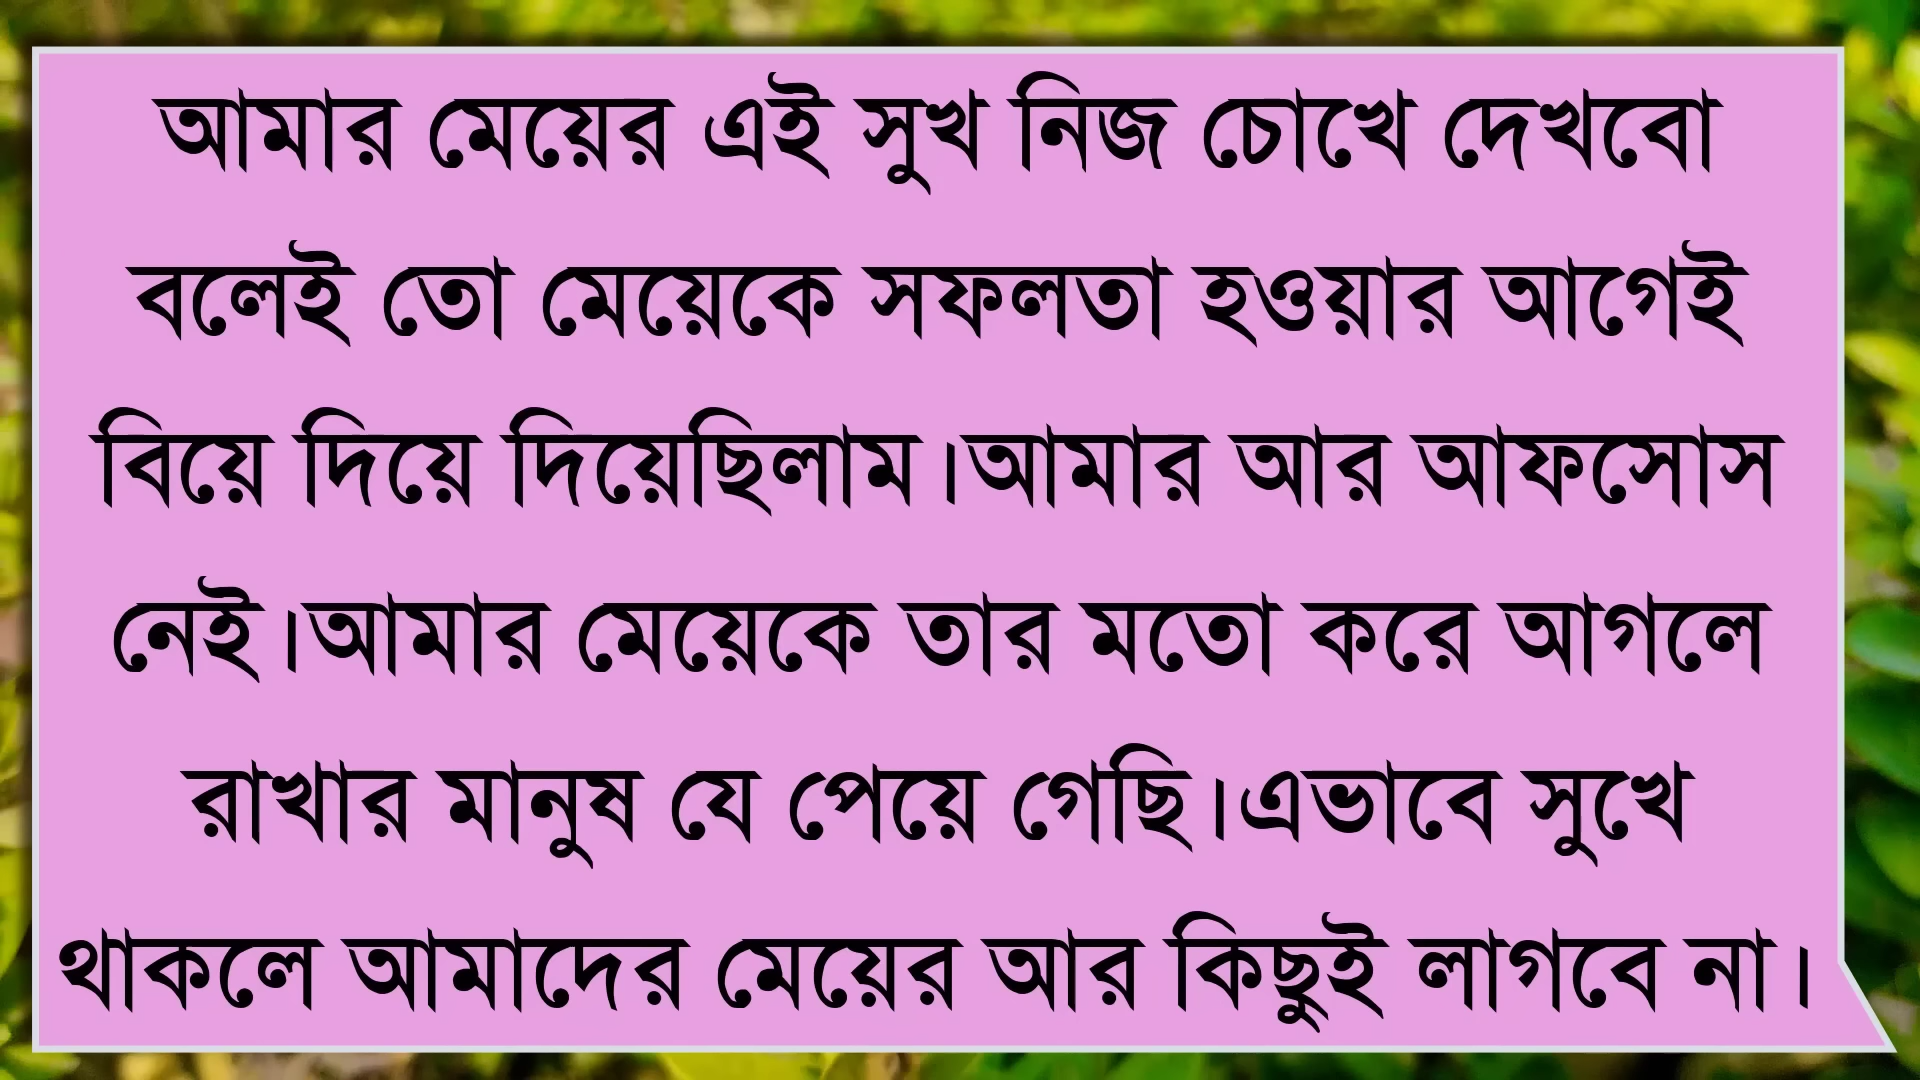 আমার মেয়ের এই সুখ নিজ চোখে দেখবো
বলেই তো মেয়েকে সফলতা হওয়ার আগেই
বিয়ে দিয়ে দিয়েছিলাম।আমার আর আফসোস
নেই।আমার মেয়েকে তার মতো করে আগলে
রাখার মানুষ যে পেয়ে গেছি।এভাবে সুখে
থাকলে আমাদের মেয়ের আর কিছুই লাগবে না।